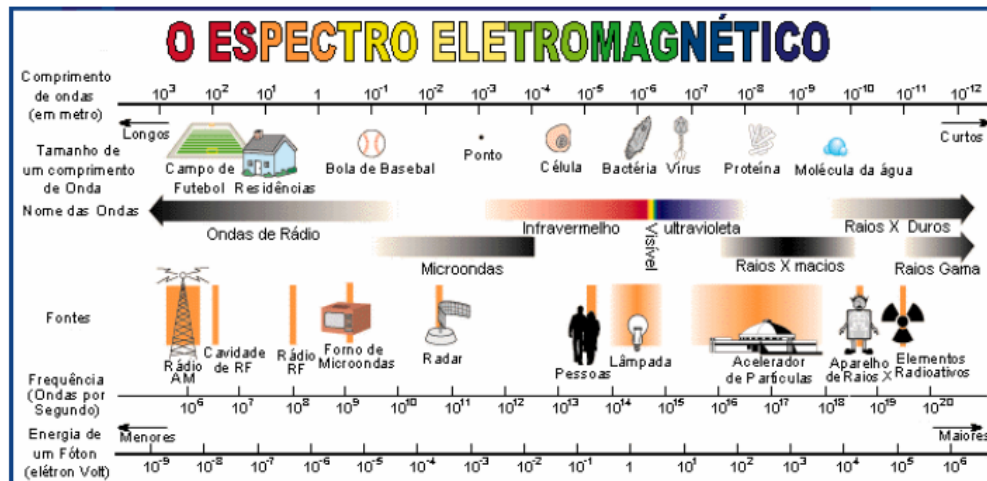 O ESPECTRO ELETROMAGNÉTICO
Comprimento
de ondas
(em metro)
10³ 10² 10¹ 1 10⁻¹ 10⁻² 10⁻³ 10⁻⁴ 10⁻⁵ 10⁻⁶ 10⁻⁷ 10⁻⁸ 10⁻⁹ 10⁻¹⁰ 10⁻¹¹ 10⁻¹²
Longos
Curtos
Tamanho de
um comprimento
de Onda
Campo de
Futebol
Residências
Bola de Basebal
Ponto
Célula
Bactéria
Vírus
Proteína
Molécula da água
Nome das Ondas
Ondas de Rádio
Infravermelho
Visível
ultravioleta
Raios X Duros
Microondas
Raios X macios
Raios Gama
Fontes
Rádio
AM
Cavidade
de RF
Rádio
RF
Forno de
Microondas
Radar
Pessoas
Lâmpada
Acelerador
de Partículas
Aparelho
de Raios X
Elementos
Radioativos
Frequência
(Ondas por
Segundo)
10⁶ 10⁷ 10⁸ 10⁹ 10¹⁰ 10¹¹ 10¹² 10¹³ 10¹⁴ 10¹⁵ 10¹⁶ 10¹⁷ 10¹⁸ 10¹⁹ 10²⁰
Energia de
um Fóton
(elétron Volt)
Menores
Maiores
10⁻⁹ 10⁻⁸ 10⁻⁷ 10⁻⁶ 10⁻⁵ 10⁻⁴ 10⁻³ 10⁻² 10⁻¹ 1 10¹ 10² 10³ 10⁴ 10⁵ 10⁶